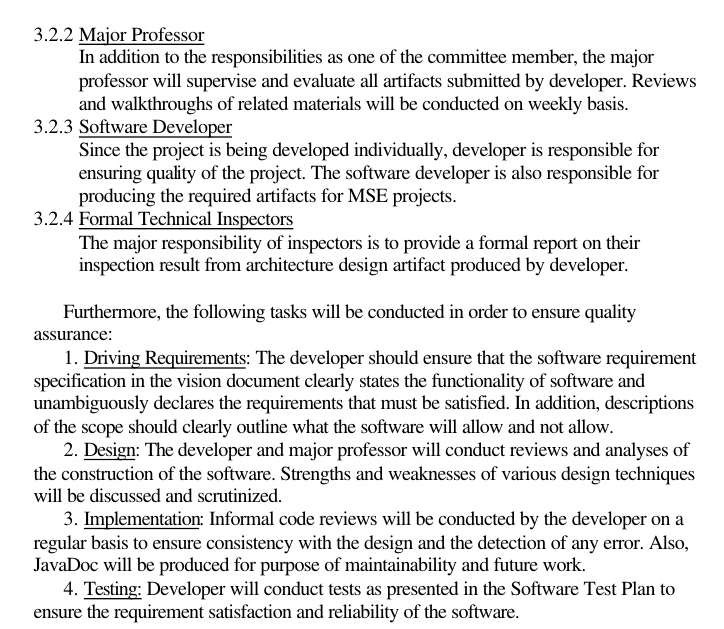 3.2.2 Major Professor
In addition to the responsibilities as one of the committee member, the major
professor will supervise and evaluate all artifacts submitted by developer. Reviews
and walkthroughs of related materials will be conducted on weekly basis.
3.2.3 Software Developer
Since the project is being developed individually, developer is responsible for
ensuring quality of the project. The software developer is also responsible for
producing the required artifacts for MSE projects.
3.2.4 Formal Technical Inspectors
The major responsibility of inspectors is to provide a formal report on their
inspection result from architecture design artifact produced by developer.
Furthermore, the following tasks will be conducted in order to ensure quality
assurance:
1. Driving Requirements: The developer should ensure that the software requirement
specification in the vision document clearly states the functionality of software and
unambiguously declares the requirements that must be satisfied. In addition, descriptions
of the scope should clearly outline what the software will allow and not allow.
2. Design: The developer and major professor will conduct reviews and analyses of
the construction of the software. Strengths and weaknesses of various design techniques
will be discussed and scrutinized.
3. Implementation: Informal code reviews will be conducted by the developer on a
regular basis to ensure consistency with the design and the detection of any error. Also,
JavaDoc will be produced for purpose of maintainability and future work.
4. Testing: Developer will conduct tests as presented in the Software Test Plan to
ensure the requirement satisfaction and reliability of the software.